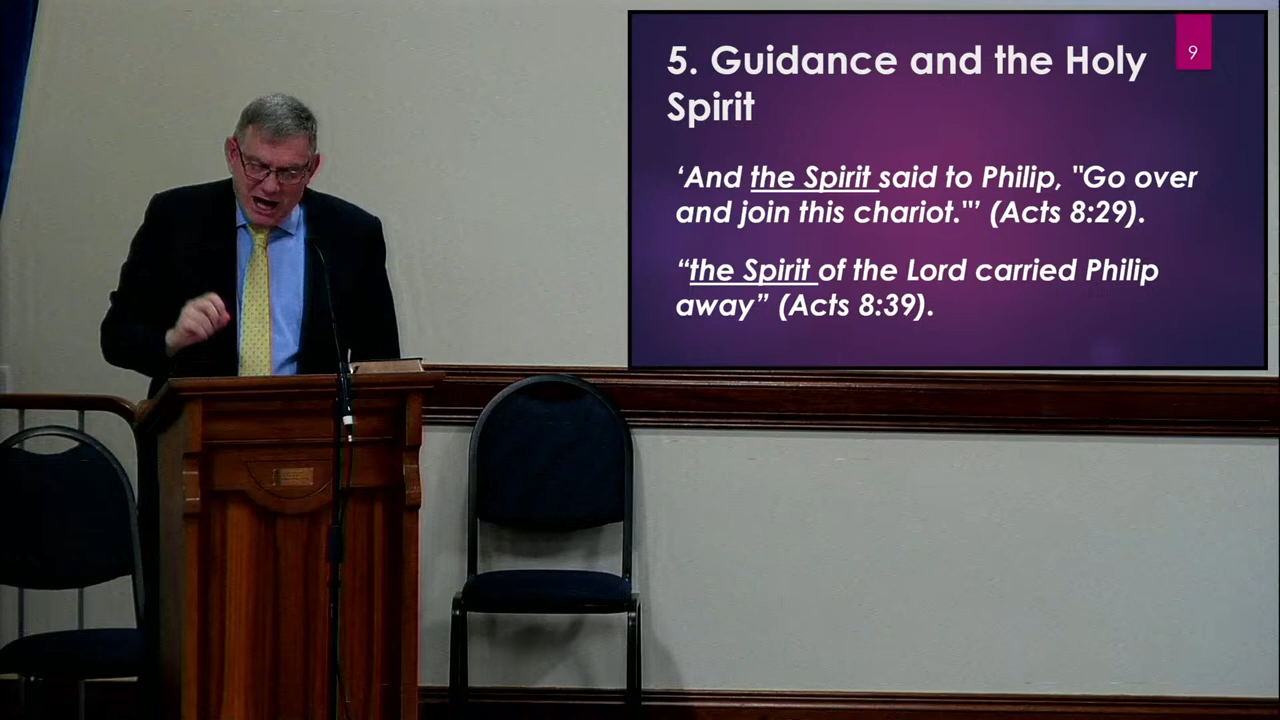 5. Guidance and the Holy
Spirit
9
‘And the Spirit said to Philip, "Go over
and join this chariot."’ (Acts 8:29).
“the Spirit of the Lord carried Philip
away” (Acts 8:39).